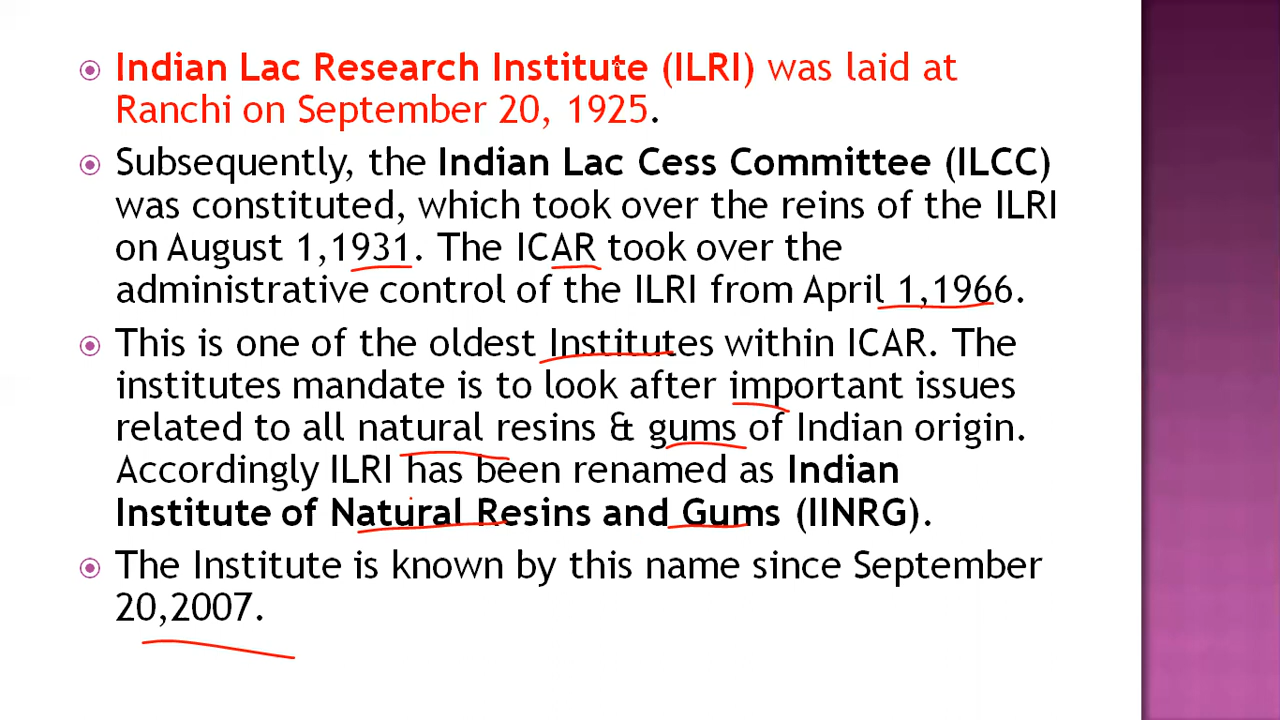 Indian Lac Research Institute (ILRI) was laid at
Ranchi on September 20, 1925.
Subsequently, the Indian Lac Cess Committee (ILCC)
was constituted, which took over the reins of the ILRI
on August 1,1931. The ICAR took over the
administrative control of the ILRI from April 1,1966.
This is one of the oldest Institutes within ICAR. The
institutes mandate is to look after important issues
related to all natural resins & gums of Indian origin.
Accordingly ILRI has been renamed as Indian
Institute of Natural Resins and Gums (IINRG).
The Institute is known by this name since September
20,2007.